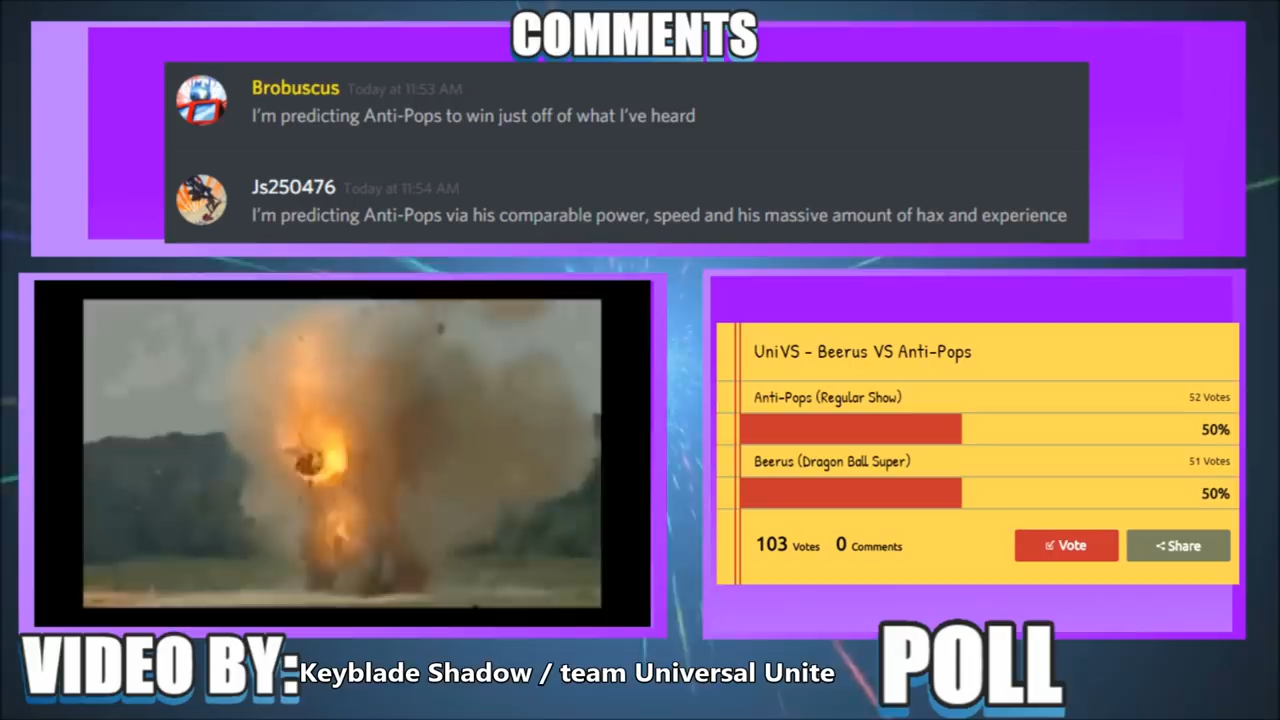 COMMENTS
Brobuscus Today at 11:53 AM
I'm predicting Anti-Pops to win just off of what I've heard
Js250476 Today at 11:54 AM
I'm predicting Anti-Pops via his comparable power, speed and his massive amount of hax and experience
UniVS - Beerus VS Anti-Pops
Anti-Pops (Regular Show) 52 Votes
50%
Beerus (Dragon Ball Super) 51 Votes
50%
103 Votes 0 Comments Vote Share
VIDEO BY: Keyblade Shadow / team Universal Unite
POLL